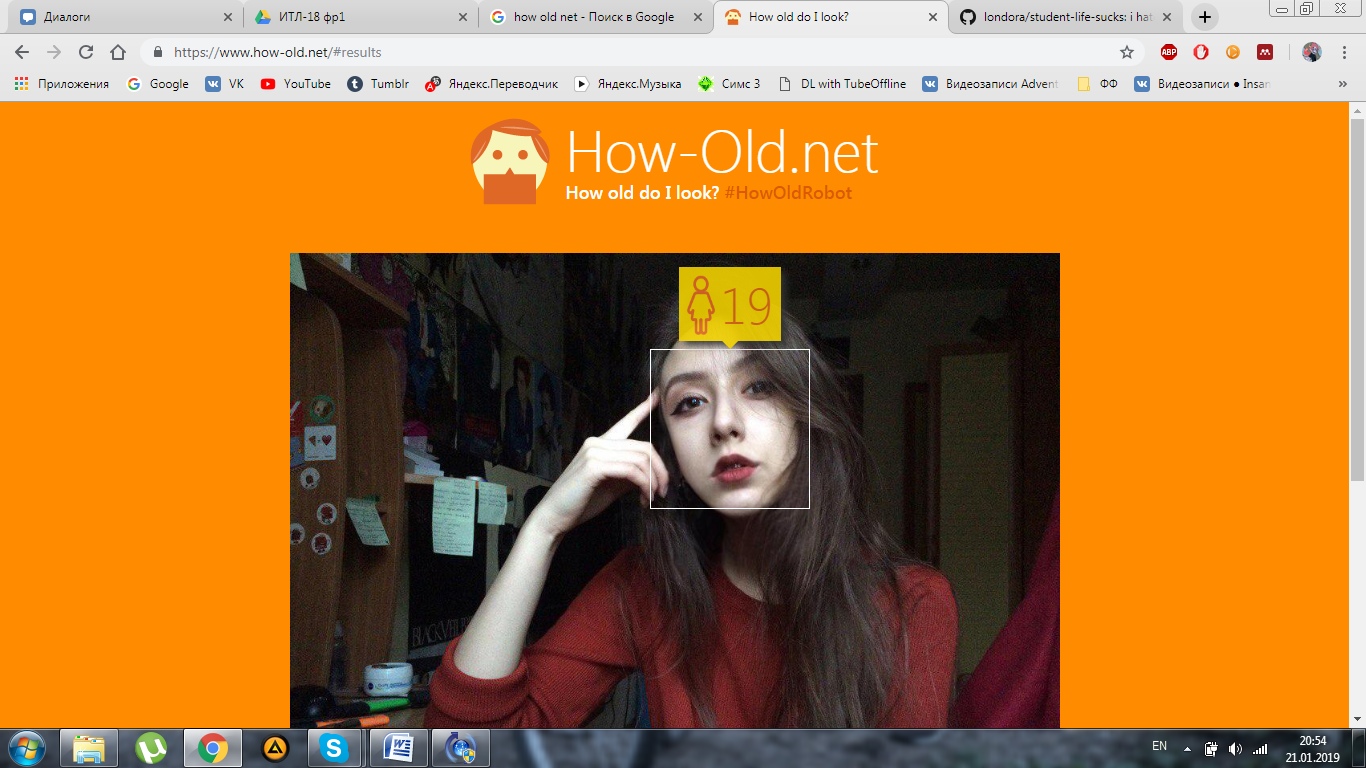 Диалоги
ИТЛ-18 фр1
how old net - Поиск в Google
How old do I look?
londora/student-life-sucks: i hat
https://www.how-old.net/#results
ABP
Приложения
Google
VK
YouTube
Tumblr
Яндекс.Переводчик
Яндекс.Музыка
Симс 3
DL with TubeOffline
Видеозаписи Advent
ФФ
Видеозаписи ● Insan
How-Old.net
How old do I look? #HowOldRobot
19
EN
20:54
21.01.2019